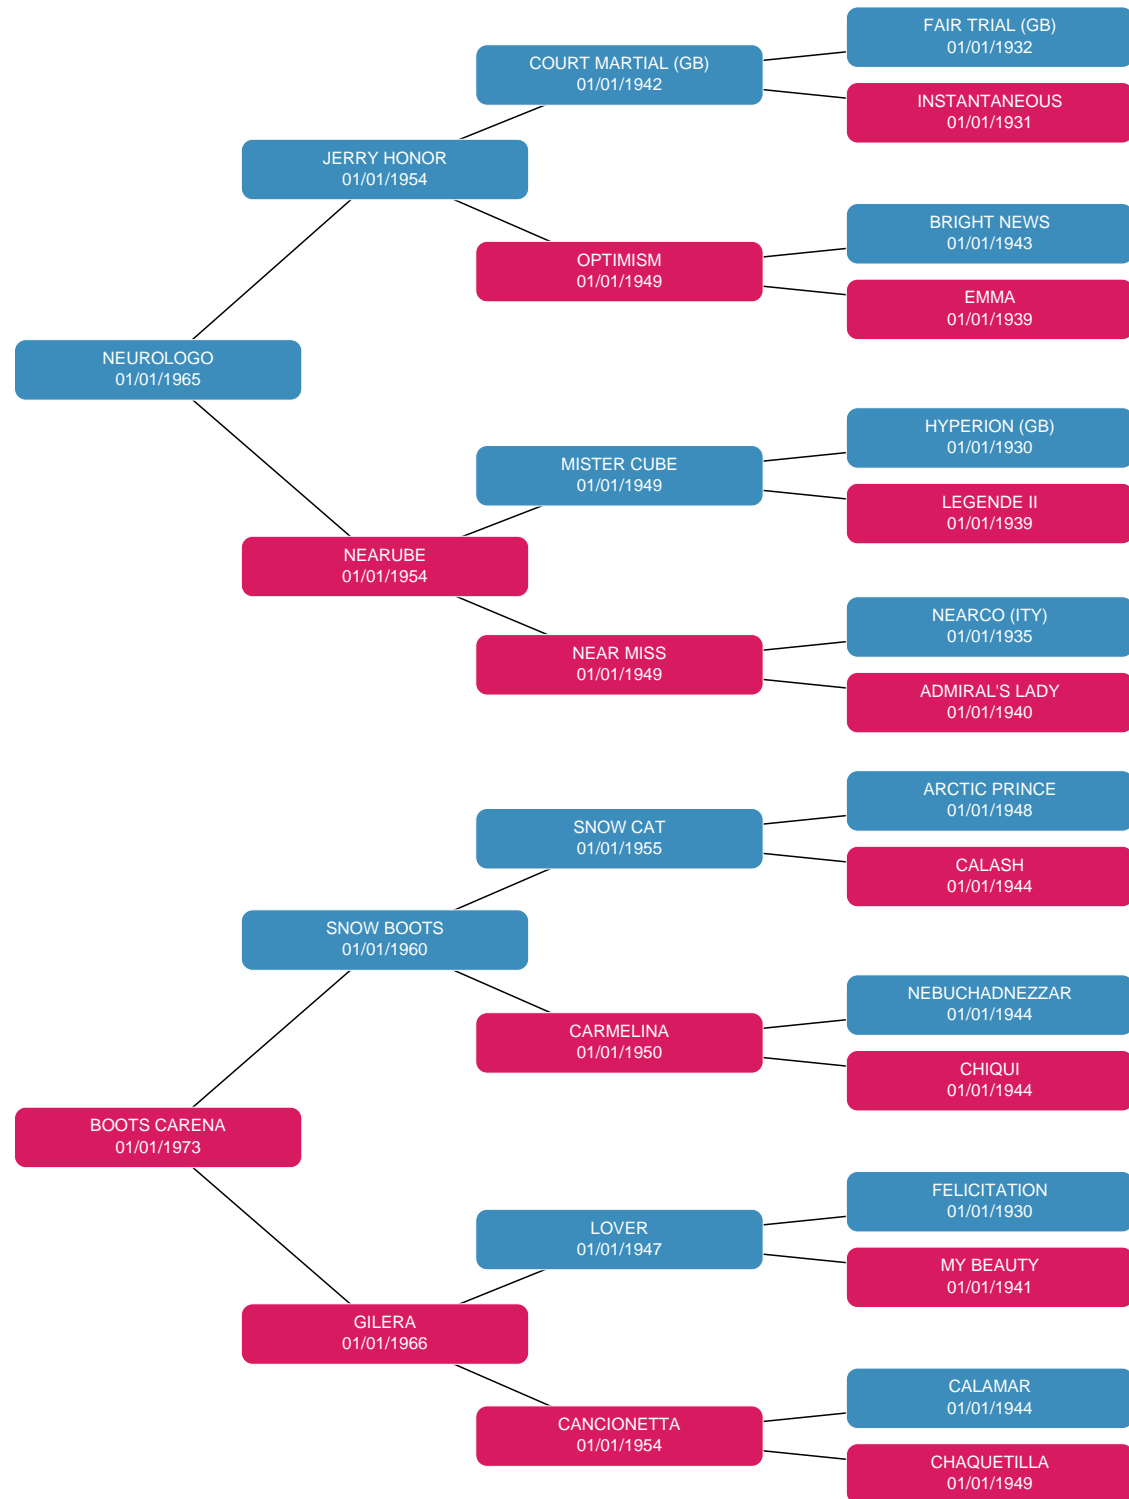 FAIR TRIAL (GB)
01/01/1932
COURT MARTIAL (GB)
01/01/1942
INSTANTANEOUS
01/01/1931
JERRY HONOR
01/01/1954
BRIGHT NEWS
01/01/1943
OPTIMISM
01/01/1949
EMMA
01/01/1939
NEUROLOGO
01/01/1965
HYPERION (GB)
01/01/1930
MISTER CUBE
01/01/1949
LEGENDE II
01/01/1939
NEARUBE
01/01/1954
NEARCO (ITY)
01/01/1935
NEAR MISS
01/01/1949
ADMIRAL'S LADY
01/01/1940
ARCTIC PRINCE
01/01/1948
SNOW CAT
01/01/1955
CALASH
01/01/1944
SNOW BOOTS
01/01/1960
NEBUCHADNEZZAR
01/01/1944
CARMELINA
01/01/1950
CHIQUI
01/01/1944
BOOTS CARENA
01/01/1973
FELICITATION
01/01/1930
LOVER
01/01/1947
MY BEAUTY
01/01/1941
GILERA
01/01/1966
CALAMAR
01/01/1944
CANCIONETTA
01/01/1954
CHAQUETILLA
01/01/1949